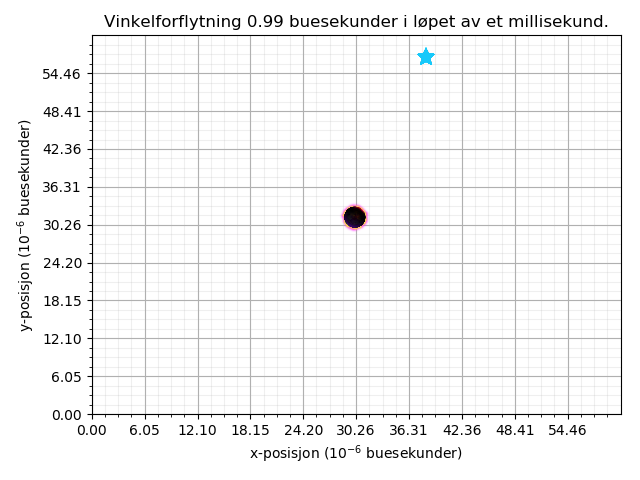 Vinkelforflytning 0.99 buesekunder i løpet av et millisekund.
54.46
48.41
42.36
36.31
30.26
24.20
18.15
12.10
6.05
0.00
y-posisjon (10⁻⁶ buesekunder)
0.00 6.05 12.10 18.15 24.20 30.26 36.31 42.36 48.41 54.46
x-posisjon (10⁻⁶ buesekunder)